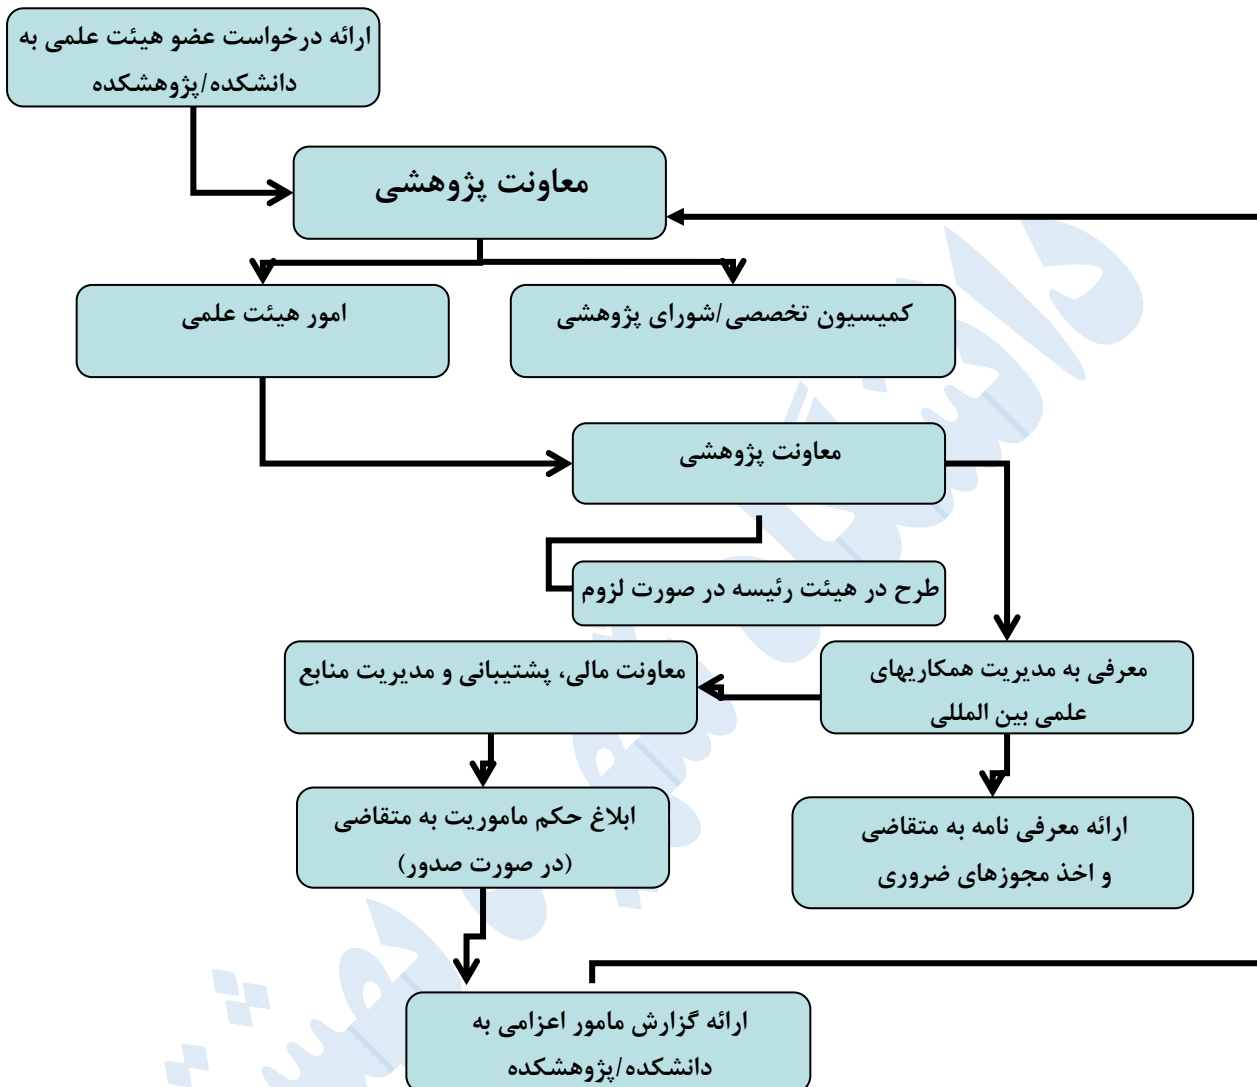 ارائه درخواست عضو هیئت علمی به
دانشکده/پژوهشکده
معاونت پژوهشی
کمیسیون تخصصی/شورای پژوهشی
امور هیئت علمی
معاونت پژوهشی
طرح در هیئت رئیسه در صورت لزوم
معرفی به مدیریت همکاریهای
علمی بین المللی
معاونت مالی، پشتیبانی و مدیریت منابع
ارائه معرفی نامه به متقاضی
و اخذ مجوزهای ضروری
ابلاغ حکم ماموریت به متقاضی
(در صورت صدور)
ارائه گزارش مامور اعزامی به
دانشکده/پژوهشکده